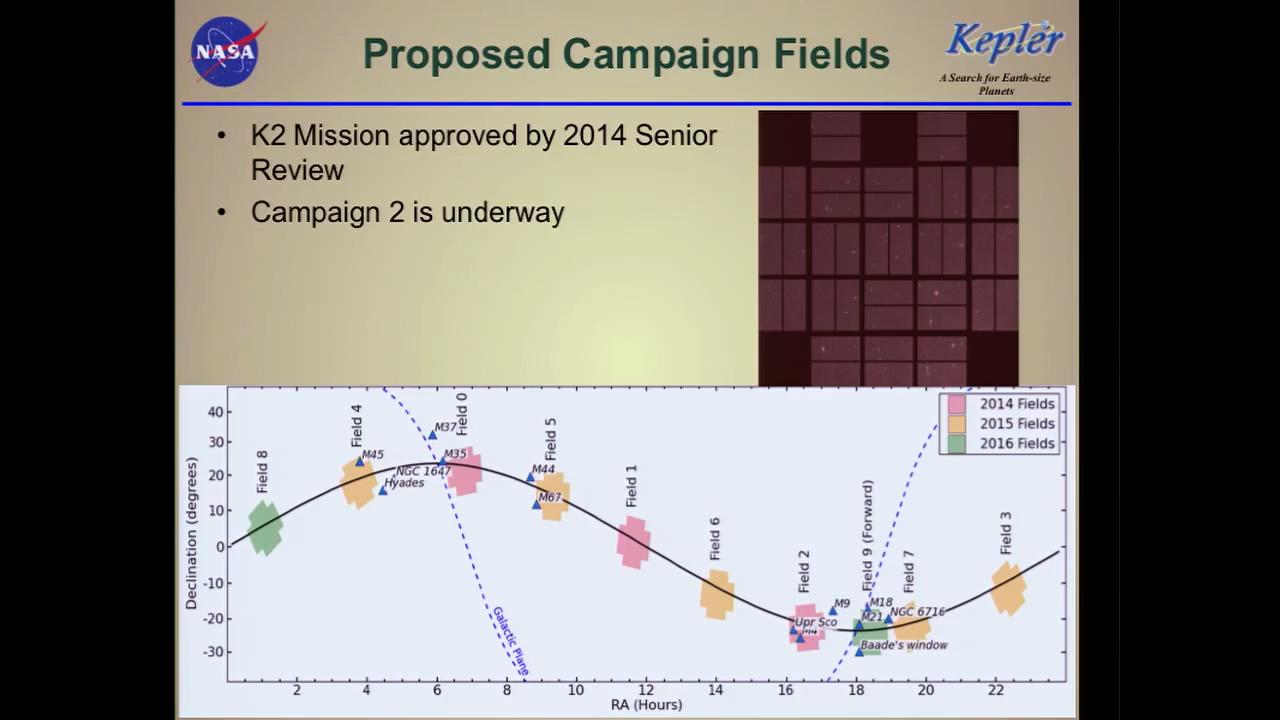 NASA
Proposed Campaign Fields
Kepler
A Search for Earth-size
Planets
• K2 Mission approved by 2014 Senior
Review
• Campaign 2 is underway
2014 Fields
2015 Fields
2016 Fields
Field 8
Field 4
Field 0
Field 5
Field 1
Field 6
Field 2
Field 9 (Forward)
Field 7
Field 3
M45
Hyades
NGC 1647
M37
M35
M44
M67
Upr Sco
M4
M9
M18
M21
NGC 6716
Baade's window
Galactic Plane
Declination (degrees)
40
30
20
10
0
-10
-20
-30
2 4 6 8 10 12 14 16 18 20 22
RA (Hours)